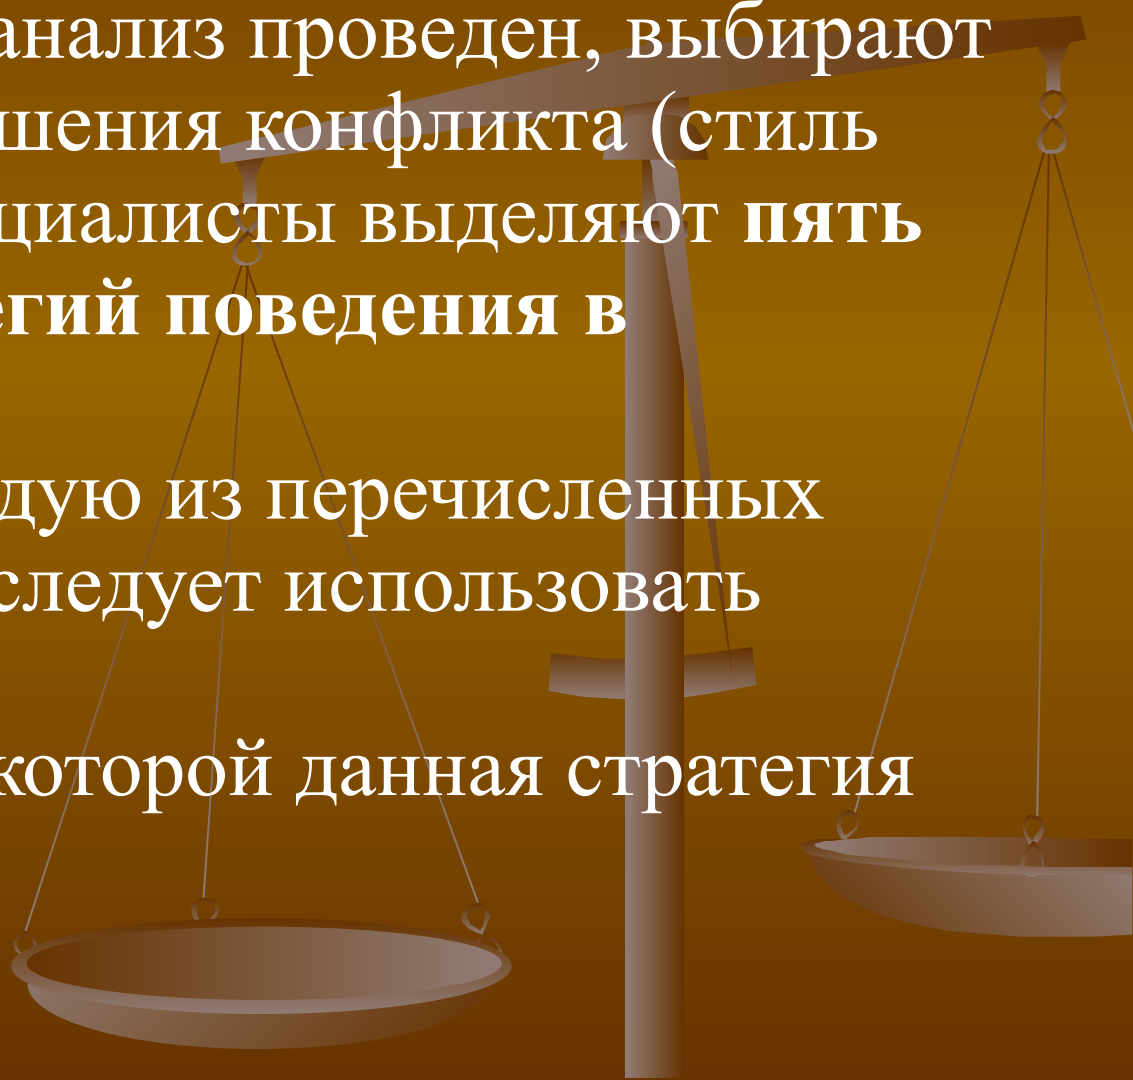 анализ проведен, выбирают
шения конфликта (стиль
циалисты выделяют пять
егий поведения в
дую из перечисленных
следует использовать
которой данная стратегия